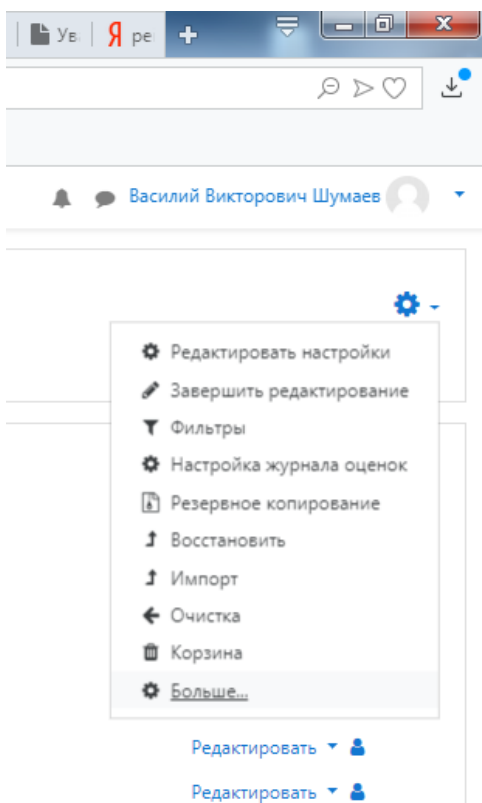 Ув Я ре
Василий Викторович Шумаев
Редактировать настройки
Завершить редактирование
Фильтры
Настройка журнала оценок
Резервное копирование
Восстановить
Импорт
Очистка
Корзина
Больше...
Редактировать
Редактировать